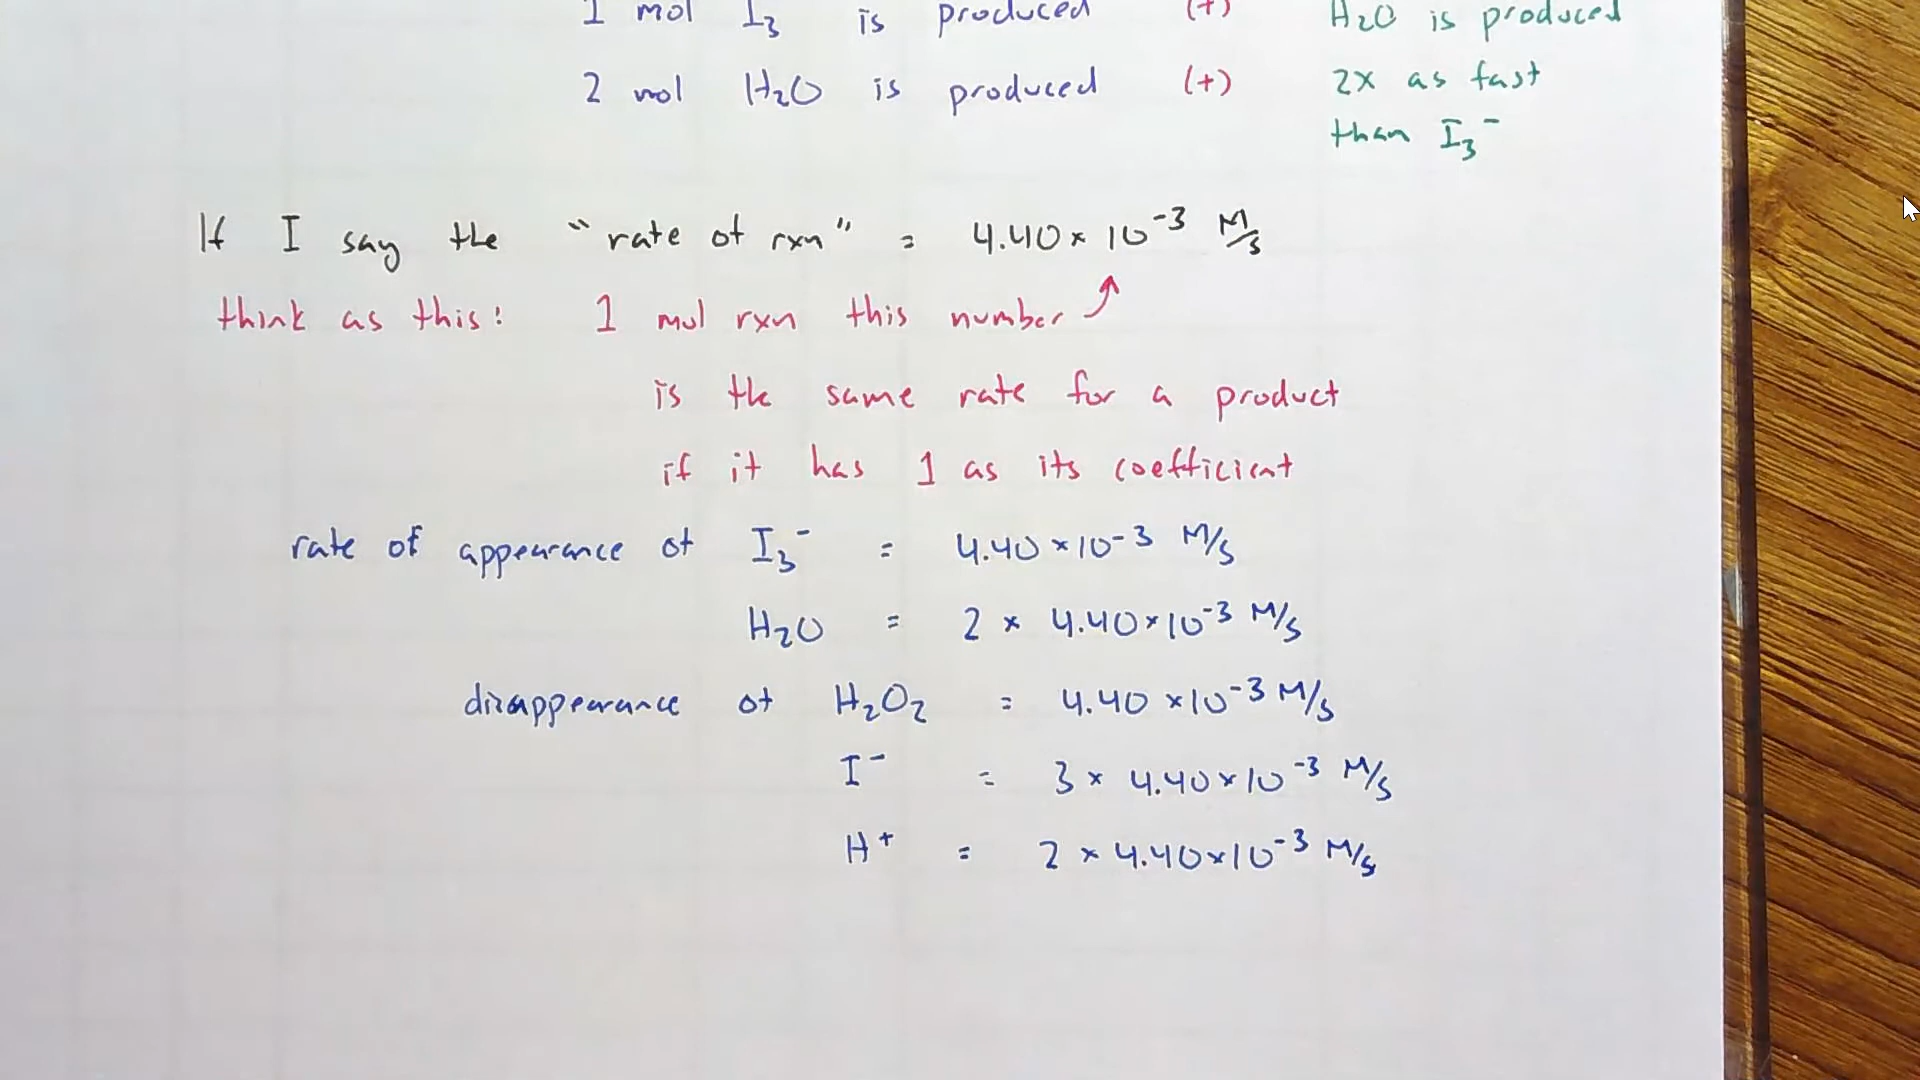 1 mol I₃ is produced (+) H₂O is produced
2 mol H₂O is produced (+) 2x as fast
than I₃⁻
If I say the "rate of rxn" = 4.40 × 10⁻³ M/s
think as this: 1 mol rxn this number
is the same rate for a product
if it has 1 as its coefficient
rate of appearance of I₃⁻ = 4.40 × 10⁻³ M/s
H₂O = 2 × 4.40 × 10⁻³ M/s
disappearance of H₂O₂ = 4.40 × 10⁻³ M/s
I⁻ = 3 × 4.40 × 10⁻³ M/s
H⁺ = 2 × 4.40 × 10⁻³ M/s